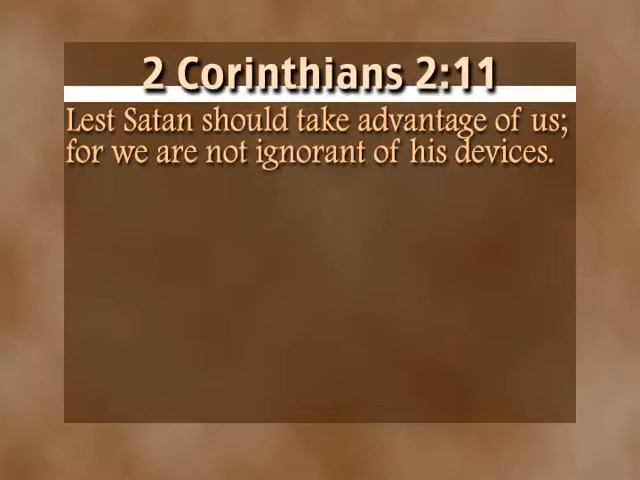 2 Corinthians 2:11
Lest Satan should take advantage of us;
for we are not ignorant of his devices.